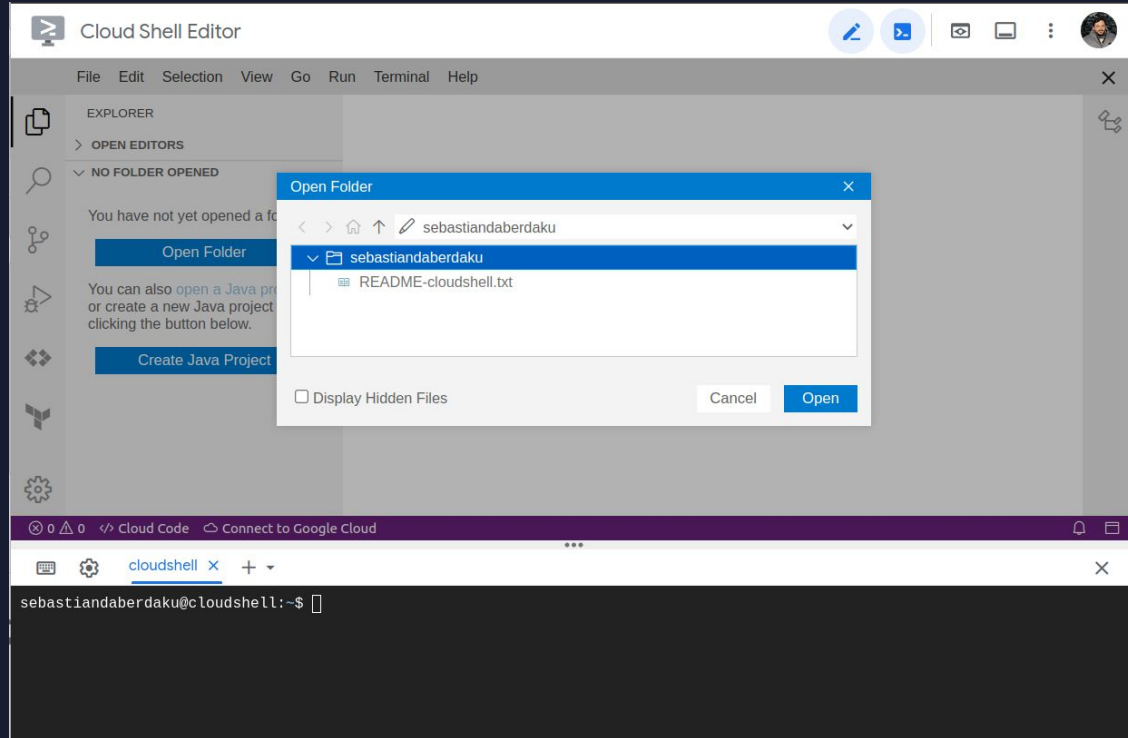 Cloud Shell Editor
File Edit Selection View Go Run Terminal Help
EXPLORER
OPEN EDITORS
NO FOLDER OPENED
You have not yet opened a fo
Open Folder
You can also open a Java pro
or create a new Java project
clicking the button below.
Create Java Project
Open Folder
sebastiandaberdaku
sebastiandaberdaku
README-cloudshell.txt
Display Hidden Files
Cancel
Open
0 0 </> Cloud Code Connect to Google Cloud
cloudshell
sebastiandaberdaku@cloudshell:~$